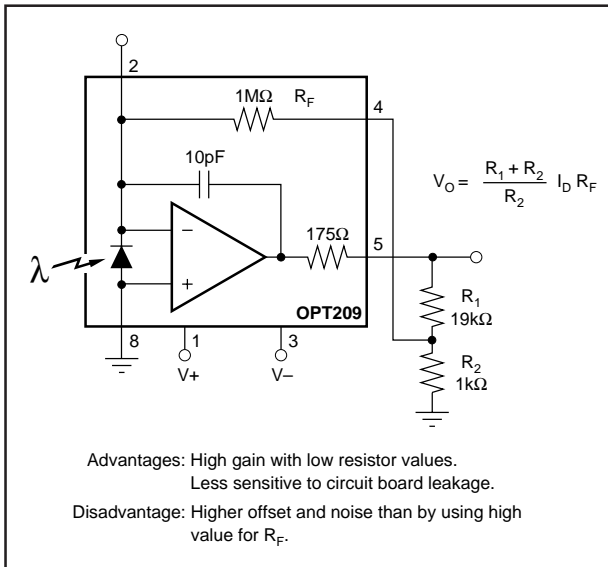 2
1MΩ R_F 4
10pF
V_O = (R_1 + R_2) / R_2 I_D R_F
−
175Ω 5
λ
+
R_1
19kΩ
OPT209
8 1 3
R_2
1kΩ
V+ V−
Advantages: High gain with low resistor values.
Less sensitive to circuit board leakage.
Disadvantage: Higher offset and noise than by using high
value for R_F.